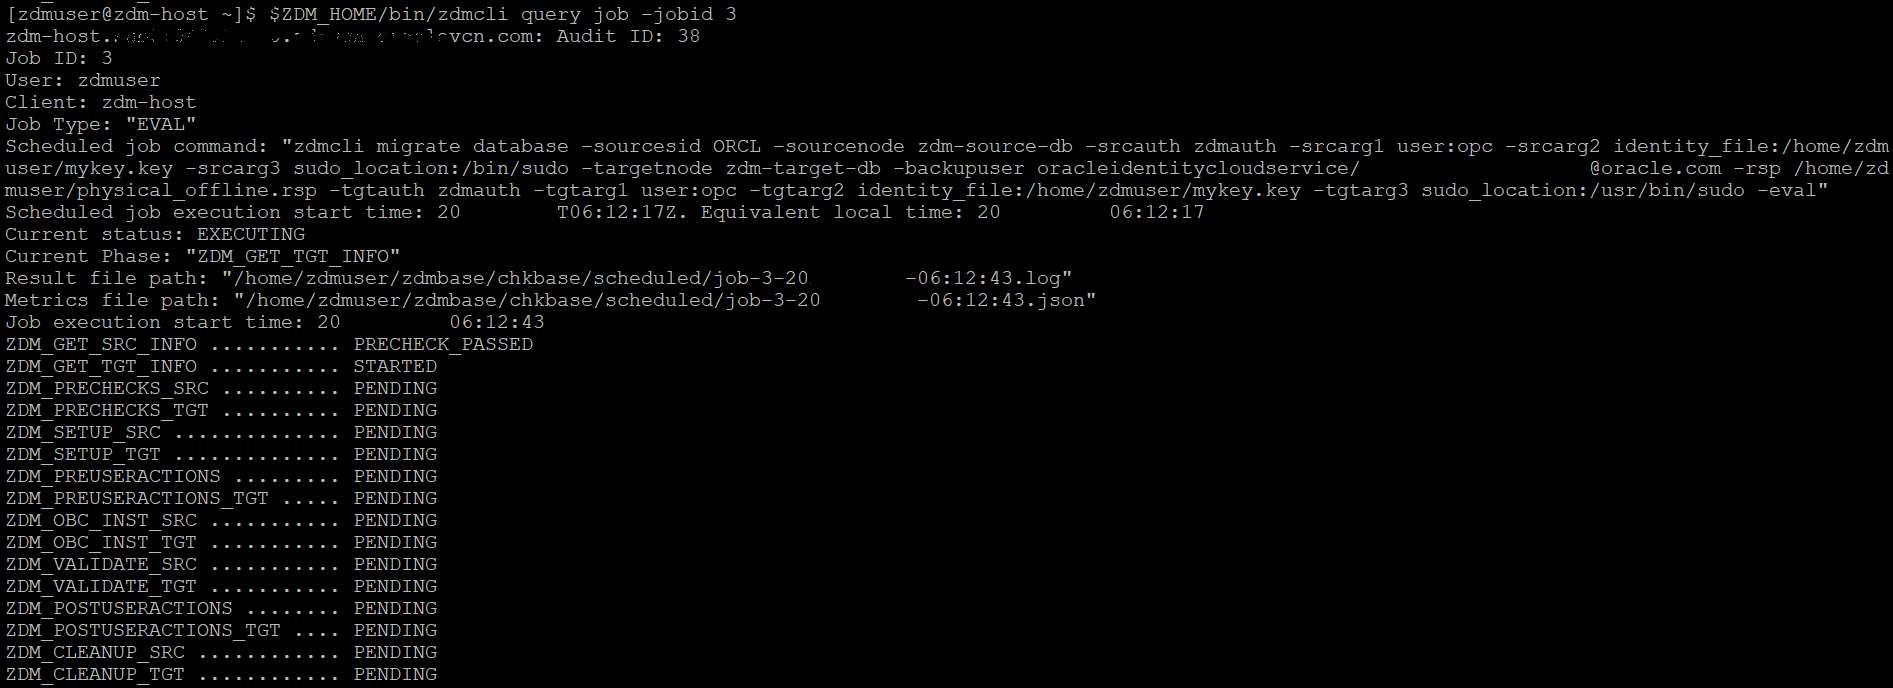 [zdmuser@zdm-host ~]$ $ZDM_HOME/bin/zdmcli query job -jobid 3
zdm-host. vcn.com: Audit ID: 38
Job ID: 3
User: zdmuser
Client: zdm-host
Job Type: "EVAL"
Scheduled job command: "zdmcli migrate database -sourcesid ORCL -sourcenode zdm-source-db -srcauth zdmauth -srcarg1 user:opc -srcarg2 identity_file:/home/zdm
user/mykey.key -srcarg3 sudo_location:/bin/sudo -targetnode zdm-target-db -backupuser oracleidentitycloudservice/ @oracle.com -rsp /home/zd
muser/physical_offline.rsp -tgtauth zdmauth -tgtarg1 user:opc -tgtarg2 identity_file:/home/zdmuser/mykey.key -tgtarg3 sudo_location:/usr/bin/sudo -eval"
Scheduled job execution start time: 20 T06:12:17Z. Equivalent local time: 20 06:12:17
Current status: EXECUTING
Current Phase: "ZDM_GET_TGT_INFO"
Result file path: "/home/zdmuser/zdmbase/chkbase/scheduled/job-3-20 -06:12:43.log"
Metrics file path: "/home/zdmuser/zdmbase/chkbase/scheduled/job-3-20 -06:12:43.json"
Job execution start time: 20 06:12:43
ZDM_GET_SRC_INFO ........... PRECHECK_PASSED
ZDM_GET_TGT_INFO ........... STARTED
ZDM_PRECHECKS_SRC .......... PENDING
ZDM_PRECHECKS_TGT .......... PENDING
ZDM_SETUP_SRC .............. PENDING
ZDM_SETUP_TGT .............. PENDING
ZDM_PREUSERACTIONS ......... PENDING
ZDM_PREUSERACTIONS_TGT ..... PENDING
ZDM_OBC_INST_SRC ........... PENDING
ZDM_OBC_INST_TGT ........... PENDING
ZDM_VALIDATE_SRC ........... PENDING
ZDM_VALIDATE_TGT ........... PENDING
ZDM_POSTUSERACTIONS ........ PENDING
ZDM_POSTUSERACTIONS_TGT .... PENDING
ZDM_CLEANUP_SRC ............ PENDING
ZDM_CLEANUP_TGT ............ PENDING